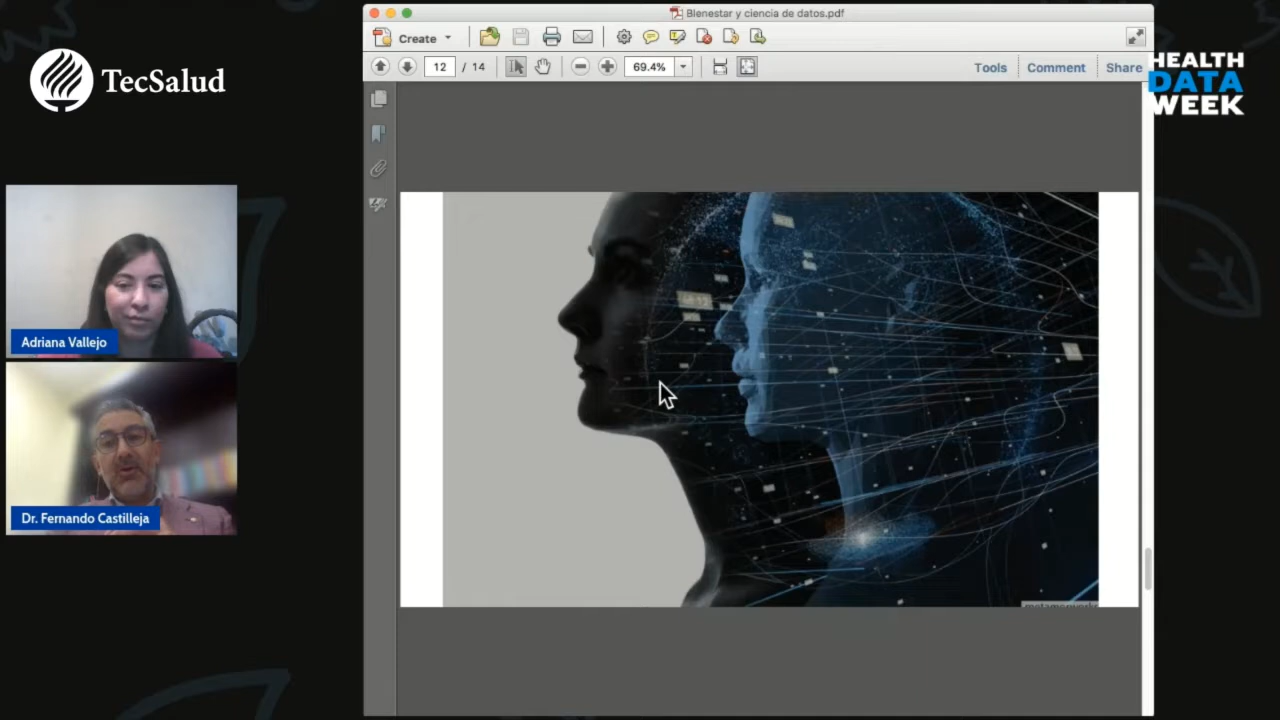 TecSalud
Bienestar y ciencia de datos.pdf
Create
12 / 14
69.4%
Tools
Comment
Share
HEALTH
DATA
WEEK
Adriana Vallejo
Dr. Fernando Castilleja